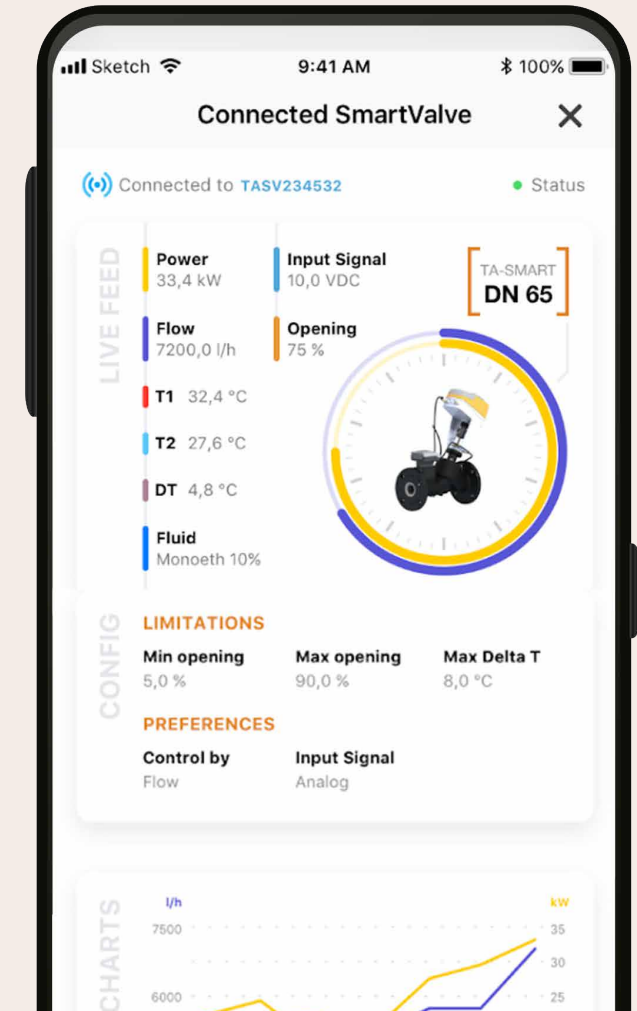 Sketch 9:41 AM 100%
Connected SmartValve
Connected to TASV234532 Status
LIVE FEED
Power
33,4 kW
Input Signal
10,0 VDC
TA-SMART
DN 65
Flow
7200,0 l/h
Opening
75 %
T1 32,4 °C
T2 27,6 °C
DT 4,8 °C
Fluid
Monoeth 10%
CONFIG
LIMITATIONS
Min opening
5,0 %
Max opening
90,0 %
Max Delta T
8,0 °C
PREFERENCES
Control by
Flow
Input Signal
Analog
CHARTS
l/h kW
7500 35
30
6000 25